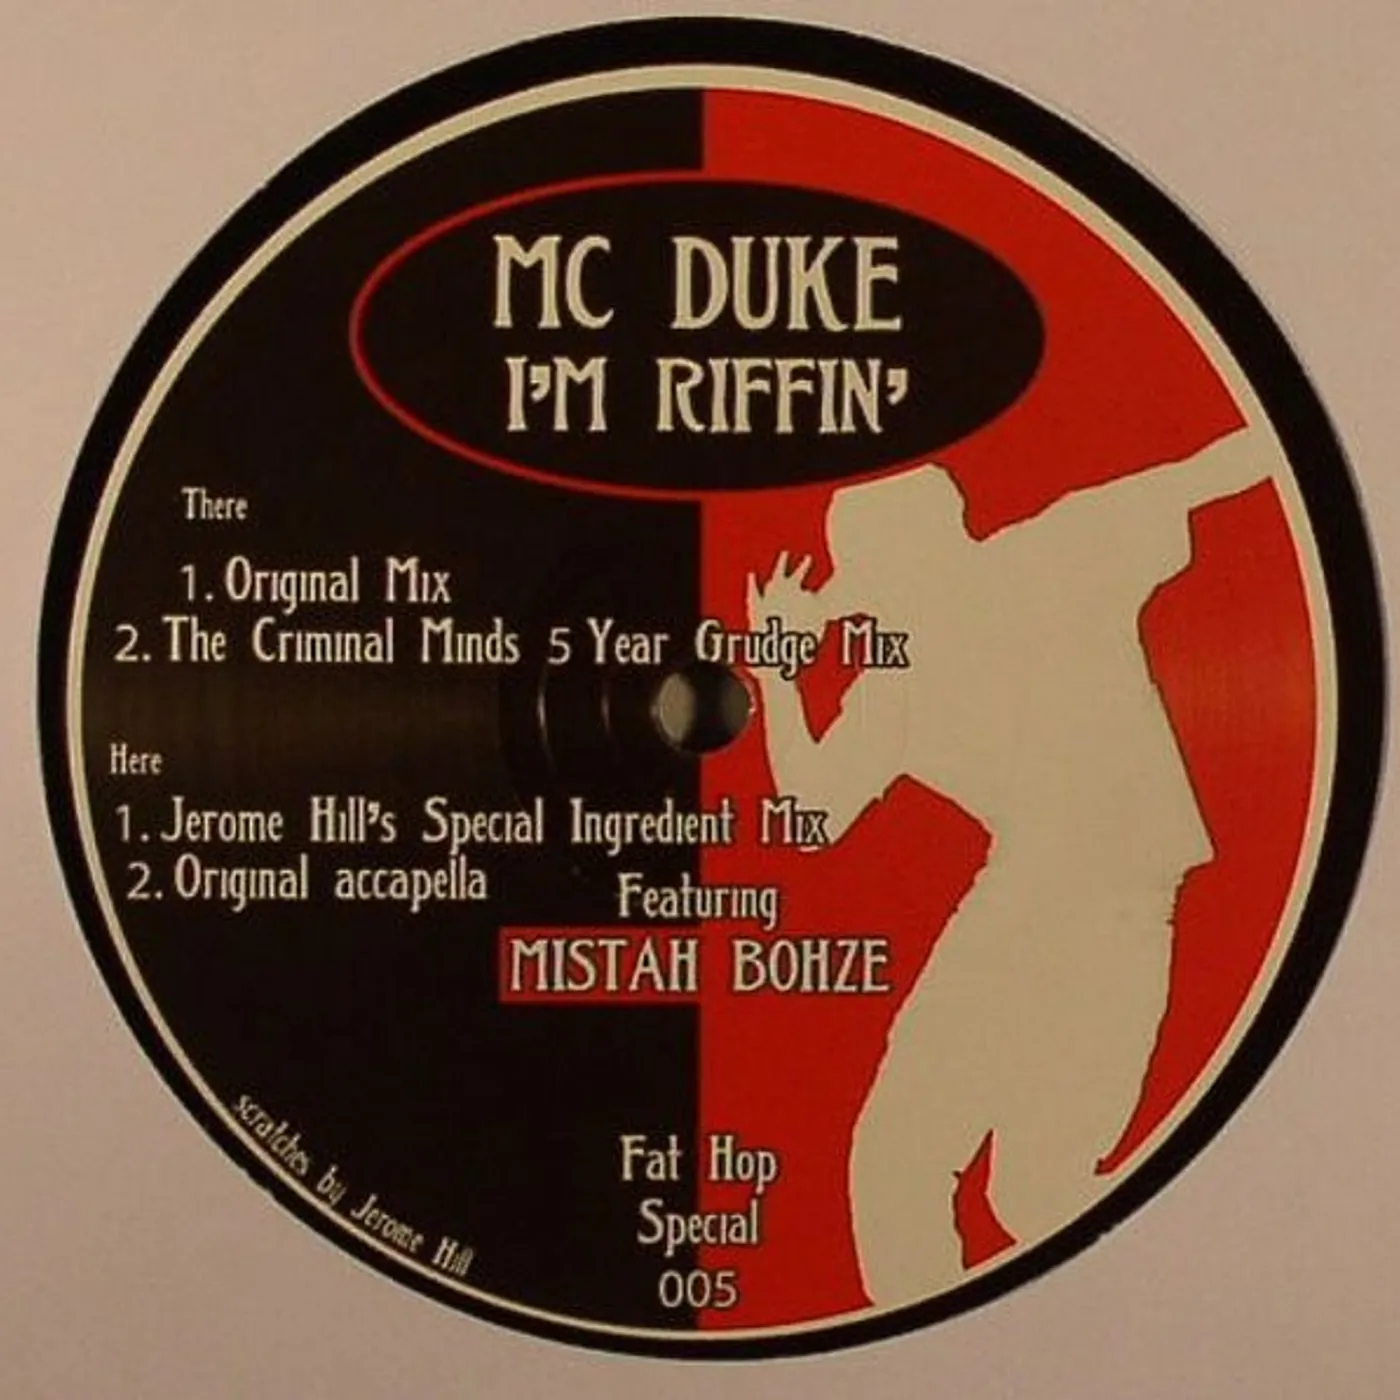 MC DUKE
I'M RIFFIN'
There
1. Original Mix
2. The Criminal Minds 5 Year Grudge Mix
Here
1. Jerome Hill's Special Ingredient Mix
2. Original accapella
Featuring
MISTAH BOHZE
Fat Hop
Special
005
scratches by Jerome Hill